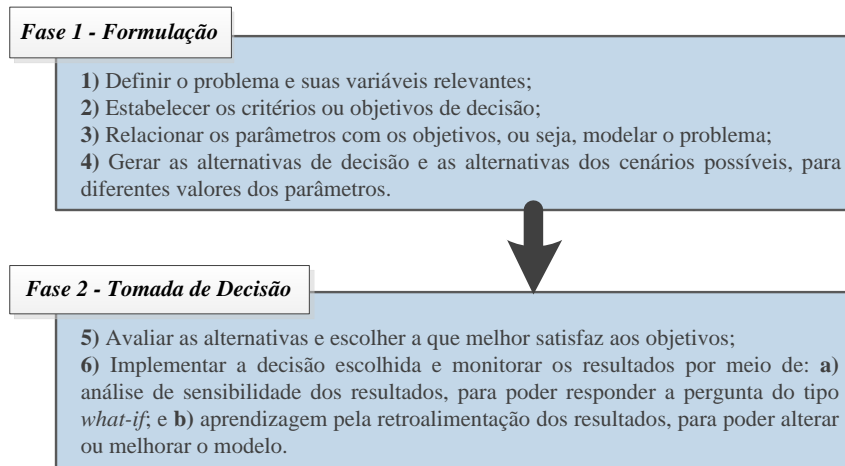 Fase 1 - Formulação
1) Definir o problema e suas variáveis relevantes;
2) Estabelecer os critérios ou objetivos de decisão;
3) Relacionar os parâmetros com os objetivos, ou seja, modelar o problema;
4) Gerar as alternativas de decisão e as alternativas dos cenários possíveis, para
diferentes valores dos parâmetros.
Fase 2 - Tomada de Decisão
5) Avaliar as alternativas e escolher a que melhor satisfaz aos objetivos;
6) Implementar a decisão escolhida e monitorar os resultados por meio de: a)
análise de sensibilidade dos resultados, para poder responder a pergunta do tipo
what-if; e b) aprendizagem pela retroalimentação dos resultados, para poder alterar
ou melhorar o modelo.